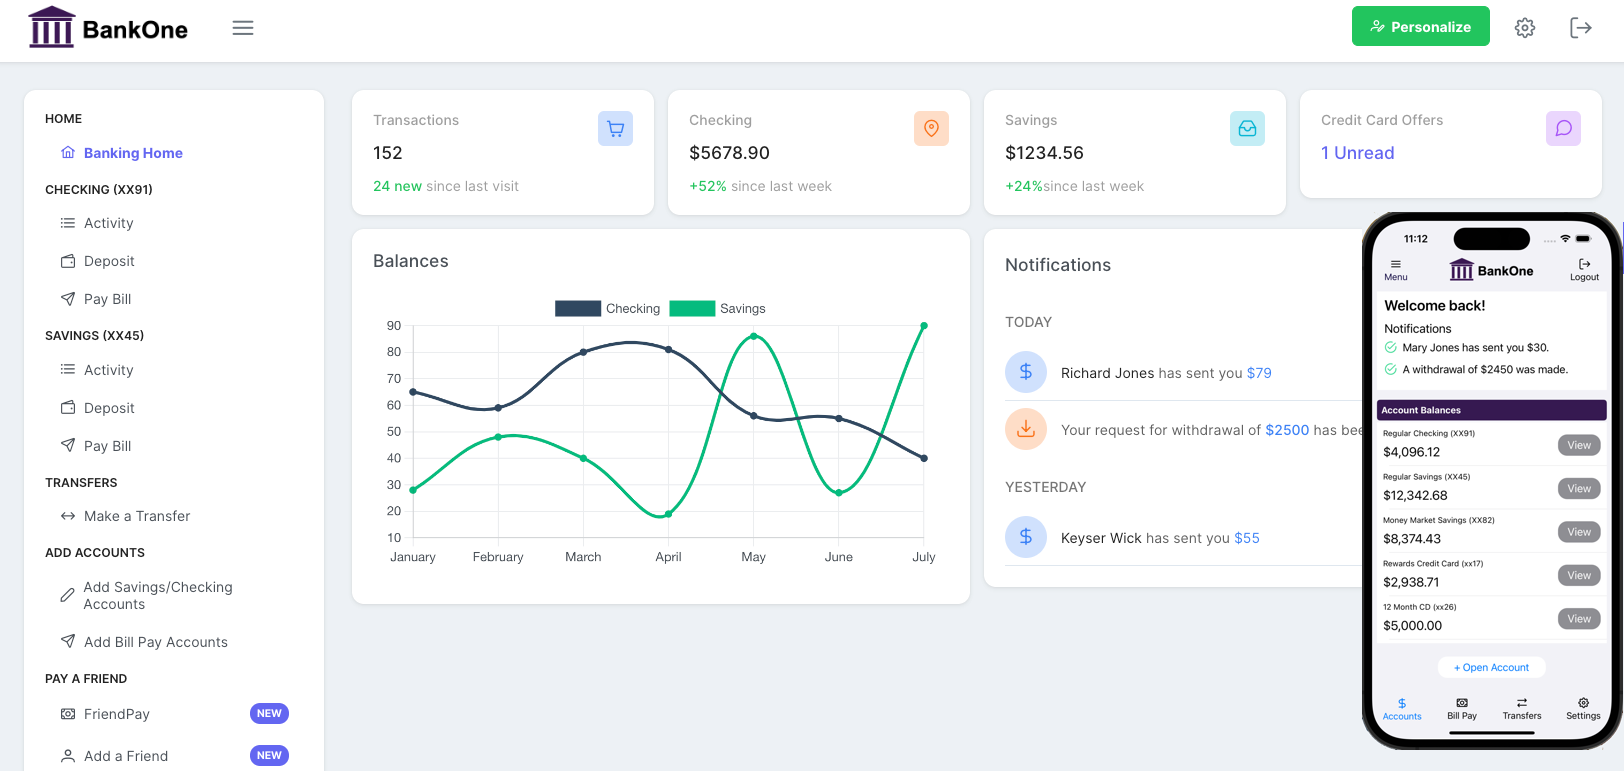 BankOne
Personalize
HOME
Banking Home
CHECKING (XX91)
Activity
Deposit
Pay Bill
SAVINGS (XX45)
Activity
Deposit
Pay Bill
TRANSFERS
Make a Transfer
ADD ACCOUNTS
Add Savings/Checking
Accounts
Add Bill Pay Accounts
PAY A FRIEND
FriendPay NEW
Add a Friend NEW
Transactions
152
24 new since last visit
Checking
$5678.90
+52% since last week
Savings
$1234.56
+24%since last week
Credit Card Offers
1 Unread
Balances
Checking Savings
90
80
70
60
50
40
30
20
10
January February March April May June July
Notifications
TODAY
Richard Jones has sent you $79
Your request for withdrawal of $2500 has
YESTERDAY
Keyser Wick has sent you $55
11:12
Menu
BankOne
Logout
Welcome back!
Notifications
Mary Jones has sent you $30.
A withdrawal of $2450 was made.
Account Balances
Regular Checking (XX91)
$4,096.12
View
Regular Savings (XX45)
$12,342.68
View
Money Market Savings (XX82)
$8,374.43
View
Rewards Credit Card (xx17)
$2,938.71
View
12 Month CD (xx26)
$5,000.00
View
+ Open Account
Accounts Bill Pay Transfers Settings